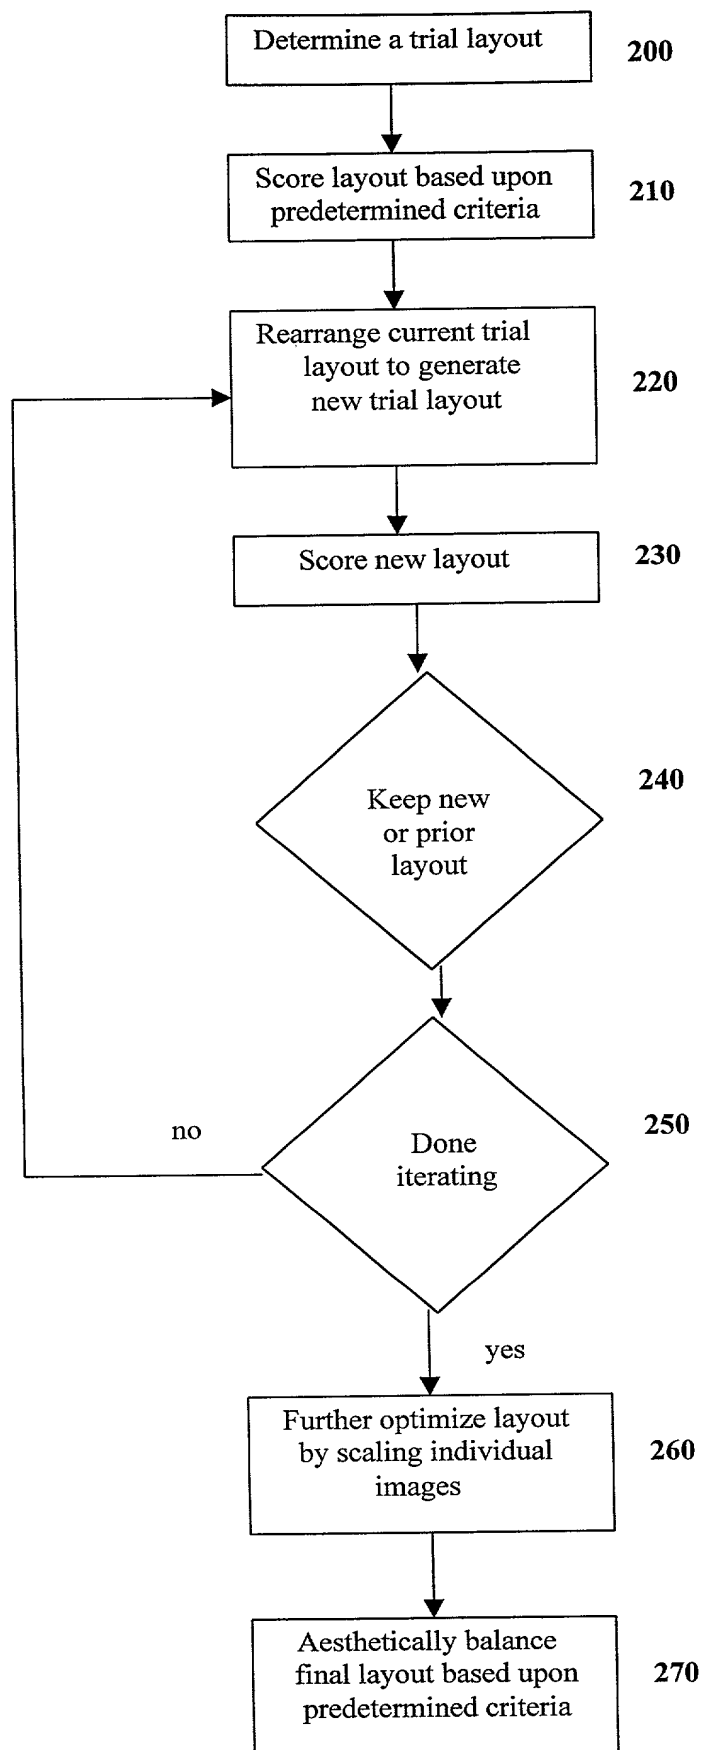 Determine a trial layout
200
Score layout based upon
predetermined criteria
210
Rearrange current trial
layout to generate
new trial layout
220
Score new layout
230
Keep new
or prior
layout
240
Done
iterating
250
no
yes
Further optimize layout
by scaling individual
images
260
Aesthetically balance
final layout based upon
predetermined criteria
270